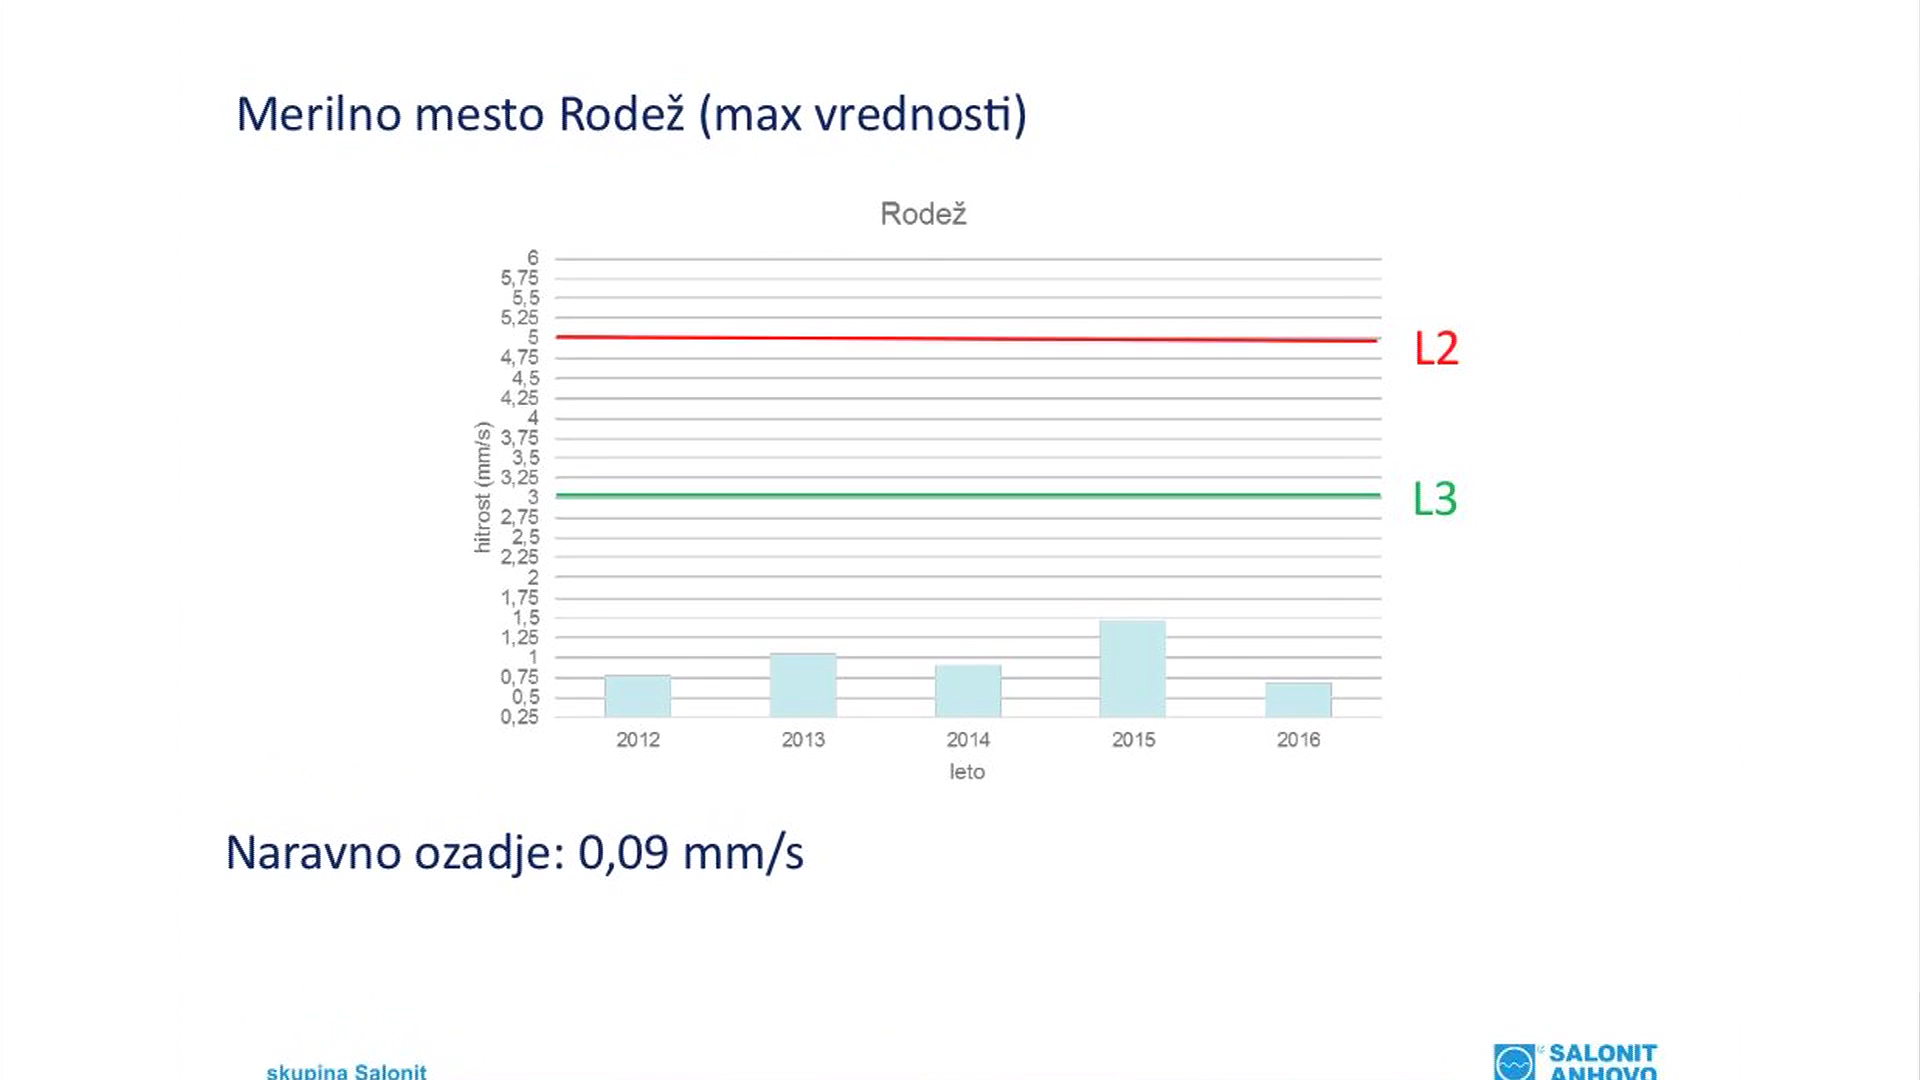 Merilno mesto Rodež (max vrednosti)
Rodež
6
5,75
5,5
5,25
5
4,75
4,5
4,25
4
3,75
3,5
3,25
3
2,75
2,5
2,25
2
1,75
1,5
1,25
1
0,75
0,5
0,25
hitrost (mm/s)
L2
L3
2012 2013 2014 2015 2016
leto
Naravno ozadje: 0,09 mm/s
skupina Salonit
SALONIT
ANHOVO